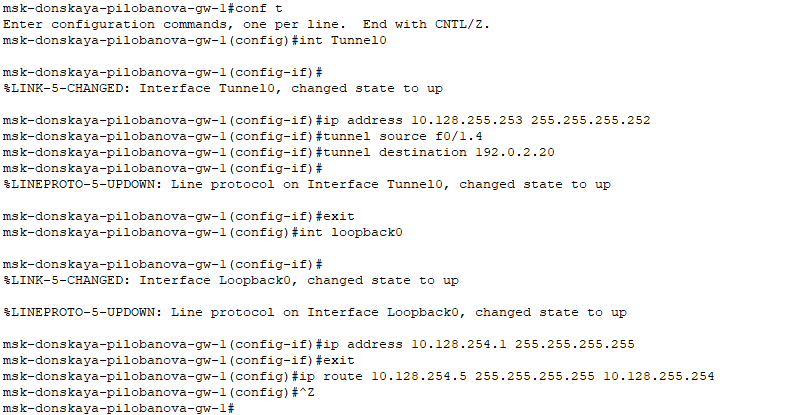 msk-donskaya-pilobanova-gw-1#conf t
Enter configuration commands, one per line.  End with CNTL/Z.
msk-donskaya-pilobanova-gw-1(config)#int Tunnel0
msk-donskaya-pilobanova-gw-1(config-if)#
%LINK-5-CHANGED: Interface Tunnel0, changed state to up
msk-donskaya-pilobanova-gw-1(config-if)#ip address 10.128.255.253 255.255.255.252
msk-donskaya-pilobanova-gw-1(config-if)#tunnel source f0/1.4
msk-donskaya-pilobanova-gw-1(config-if)#tunnel destination 192.0.2.20
msk-donskaya-pilobanova-gw-1(config-if)#
%LINEPROTO-5-UPDOWN: Line protocol on Interface Tunnel0, changed state to up
msk-donskaya-pilobanova-gw-1(config-if)#exit
msk-donskaya-pilobanova-gw-1(config)#int loopback0
msk-donskaya-pilobanova-gw-1(config-if)#
%LINK-5-CHANGED: Interface Loopback0, changed state to up
%LINEPROTO-5-UPDOWN: Line protocol on Interface Loopback0, changed state to up
msk-donskaya-pilobanova-gw-1(config-if)#ip address 10.128.254.1 255.255.255.255
msk-donskaya-pilobanova-gw-1(config-if)#exit
msk-donskaya-pilobanova-gw-1(config)#ip route 10.128.254.5 255.255.255.255 10.128.255.254
msk-donskaya-pilobanova-gw-1(config)#^Z
msk-donskaya-pilobanova-gw-1#